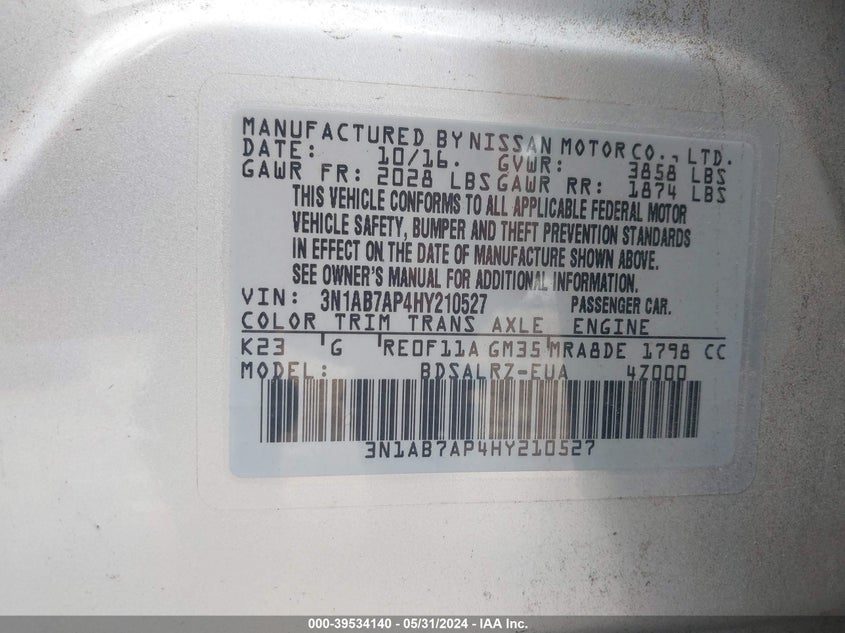 MANUFACTURED BY NISSAN MOTOR CO., LTD.
DATE: 10/16. GVWR: 3858 LBS
GAWR FR: 2028 LBS GAWR RR: 1874 LBS
THIS VEHICLE CONFORMS TO ALL APPLICABLE FEDERAL MOTOR
VEHICLE SAFETY, BUMPER AND THEFT PREVENTION STANDARDS
IN EFFECT ON THE DATE OF MANUFACTURE SHOWN ABOVE.
SEE OWNER'S MANUAL FOR ADDITIONAL INFORMATION.
VIN: 3N1AB7AP4HY210527 PASSENGER CAR.
COLOR TRIM TRANS AXLE ENGINE
K23 G RE0F11A GM35 MRA8DE 1798 CC
MODEL: BDSALRZ-EUA 4Z000
3N1AB7AP4HY210527
000-39534140 - 05/31/2024 - IAA Inc.